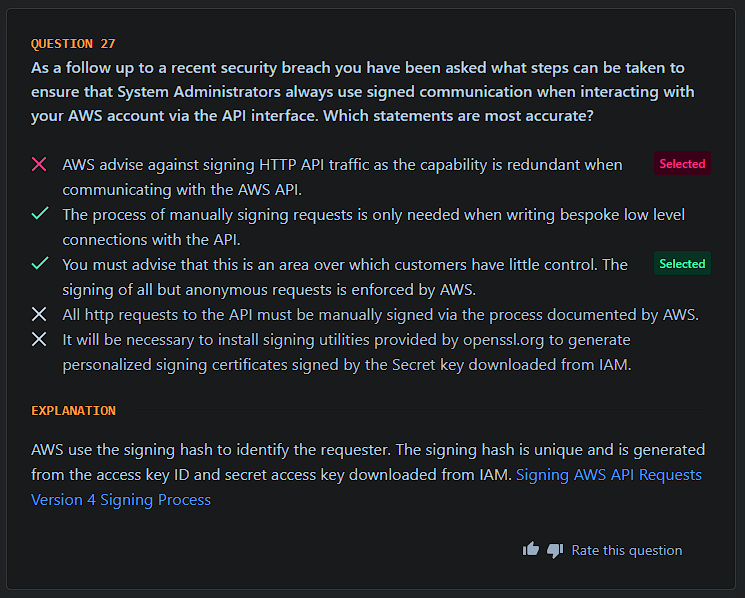 QUESTION 27
As a follow up to a recent security breach you have been asked what steps can be taken to
ensure that System Administrators always use signed communication when interacting with
your AWS account via the API interface. Which statements are most accurate?
AWS advise against signing HTTP API traffic as the capability is redundant when
Selected
communicating with the AWS API.
The process of manually signing requests is only needed when writing bespoke low level
connections with the API.
You must advise that this is an area over which customers have little control. The
Selected
signing of all but anonymous requests is enforced by AWS.
All http requests to the API must be manually signed via the process documented by AWS.
It will be necessary to install signing utilities provided by openssl.org to generate
personalized signing certificates signed by the Secret key downloaded from IAM.
EXPLANATION
AWS use the signing hash to identify the requester. The signing hash is unique and is generated
from the access key ID and secret access key downloaded from IAM. Signing AWS API Requests
Version 4 Signing Process
Rate this question